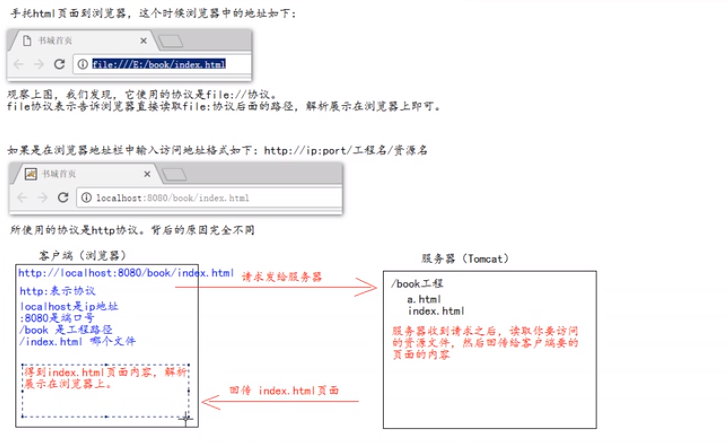 手托html页面到浏览器，这个时候浏览器中的地址如下：
书城首页
file:///E:/book/index.html
观察上图，我们发现，它使用的协议是file://协议。
file协议表示告诉浏览器直接读取file:协议后面的路径，解析展示在浏览器上即可。
如果是在浏览器地址栏中输入访问地址格式如下：http://ip:port/工程名/资源名
书城首页
localhost:8080/book/index.html
所使用的协议是http协议。背后的原因完全不同
客户端（浏览器）
http://localhost:8080/book/index.html
http:表示协议
localhost是ip地址
:8080是端口号
/book 是工程路径
/index.html 哪个文件
得到index.html页面内容，解析
展示在浏览器上。
请求发给服务器
回传 index.html页面
服务器（Tomcat）
/book工程
a.html
index.html
服务器收到请求之后，读取你要访问
的资源文件，然后回传给客户端要的
页面的内容